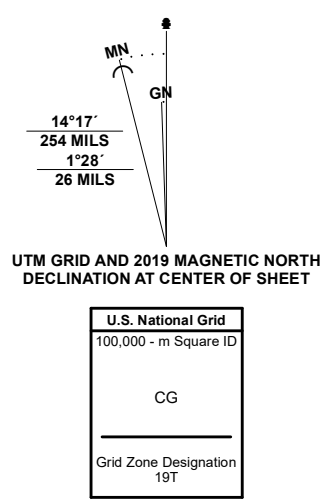 MN
GN
14°17´
254 MILS
1°28´
26 MILS
UTM GRID AND 2019 MAGNETIC NORTH
DECLINATION AT CENTER OF SHEET
U.S. National Grid
100,000 - m Square ID
CG
Grid Zone Designation
19T